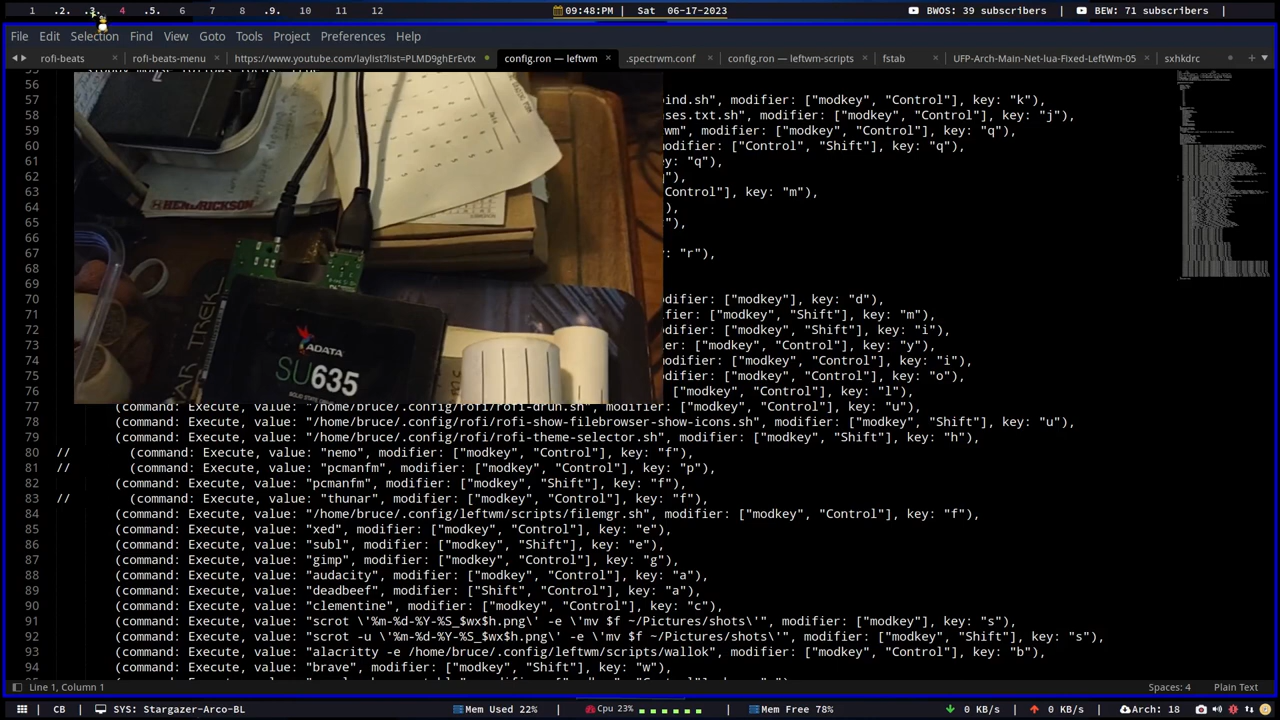 1 .2. .3. 4 .5. 6 7 8 .9. 10 11 12 09:48:PM | Sat 06-17-2023 BWOS: 39 subscribers | BEW: 71 subscribers |
File Edit Selection Find View Goto Tools Project Preferences Help
rofi-beats × rofi-beats-menu × https://www.youtube.com/laylist?list=PLMD9ghErEvtx config.ron — leftwm × .spectrwm.conf × config.ron — leftwm-scripts × fstab × UFP-Arch-Main-Net-lua-Fixed-LeftWm-05 × sxhkdrc
56
57 ind.sh", modifier: ["modkey", "Control"], key: "k"),
58 ses.txt.sh", modifier: ["modkey", "Control"], key: "j"),
59 wm", modifier: ["modkey", "Control"], key: "q"),
60 ["Control", "Shift"], key: "q"),
61 ey: "q"),
62 ),
63 Control"], key: "m"),
64 ),
65 "),
66
67 : "r"),
68
69
70 modifier: ["modkey"], key: "d"),
71 modifier: ["modkey", "Shift"], key: "m"),
72 modifier: ["modkey", "Shift"], key: "i"),
73 er: ["modkey", "Control"], key: "y"),
74 modifier: ["modkey", "Control"], key: "i"),
75 modifier: ["modkey", "Control"], key: "o"),
76 ["modkey", "Control"], key: "l"),
77 (command: Execute, value: "/home/bruce/.config/rofi/rofi-drun.sh", modifier: ["modkey", "Control"], key: "u"),
78 (command: Execute, value: "/home/bruce/.config/rofi/rofi-show-filebrowser-show-icons.sh", modifier: ["modkey", "Shift"], key: "u"),
79 (command: Execute, value: "/home/bruce/.config/rofi/rofi-theme-selector.sh", modifier: ["modkey", "Shift"], key: "h"),
80 // (command: Execute, value: "nemo", modifier: ["modkey", "Control"], key: "f"),
81 // (command: Execute, value: "pcmanfm", modifier: ["modkey", "Control"], key: "p"),
82 (command: Execute, value: "pcmanfm", modifier: ["modkey", "Shift"], key: "f"),
83 // (command: Execute, value: "thunar", modifier: ["modkey", "Control"], key: "f"),
84 (command: Execute, value: "/home/bruce/.config/leftwm/scripts/filemgr.sh", modifier: ["modkey", "Control"], key: "f"),
85 (command: Execute, value: "xed", modifier: ["modkey", "Control"], key: "e"),
86 (command: Execute, value: "subl", modifier: ["modkey", "Shift"], key: "e"),
87 (command: Execute, value: "gimp", modifier: ["modkey", "Control"], key: "g"),
88 (command: Execute, value: "audacity", modifier: ["modkey", "Control"], key: "a"),
89 (command: Execute, value: "deadbeef", modifier: ["Shift", "Control"], key: "a"),
90 (command: Execute, value: "clementine", modifier: ["modkey", "Control"], key: "c"),
91 (command: Execute, value: "scrot \'%m-%d-%Y-%S_$wx$h.png\' -e \'mv $f ~/Pictures/shots\'", modifier: ["modkey"], key: "s"),
92 (command: Execute, value: "scrot -u \'%m-%d-%Y-%S_$wx$h.png\' -e \'mv $f ~/Pictures/shots\'", modifier: ["modkey", "Shift"], key: "s"),
93 (command: Execute, value: "alacritty -e /home/bruce/.config/leftwm/scripts/wallok", modifier: ["modkey", "Control"], key: "b"),
94 (command: Execute, value: "brave", modifier: ["modkey", "Shift"], key: "w"),
HENDRICKSON
TREK
ADATA
SU635
Line 1, Column 1 Spaces: 4 Plain Text
CB SYS: Stargazer-Arco-BL Mem Used 22% Cpu 23% Mem Free 78% 0 KB/s 0 KB/s Arch: 18